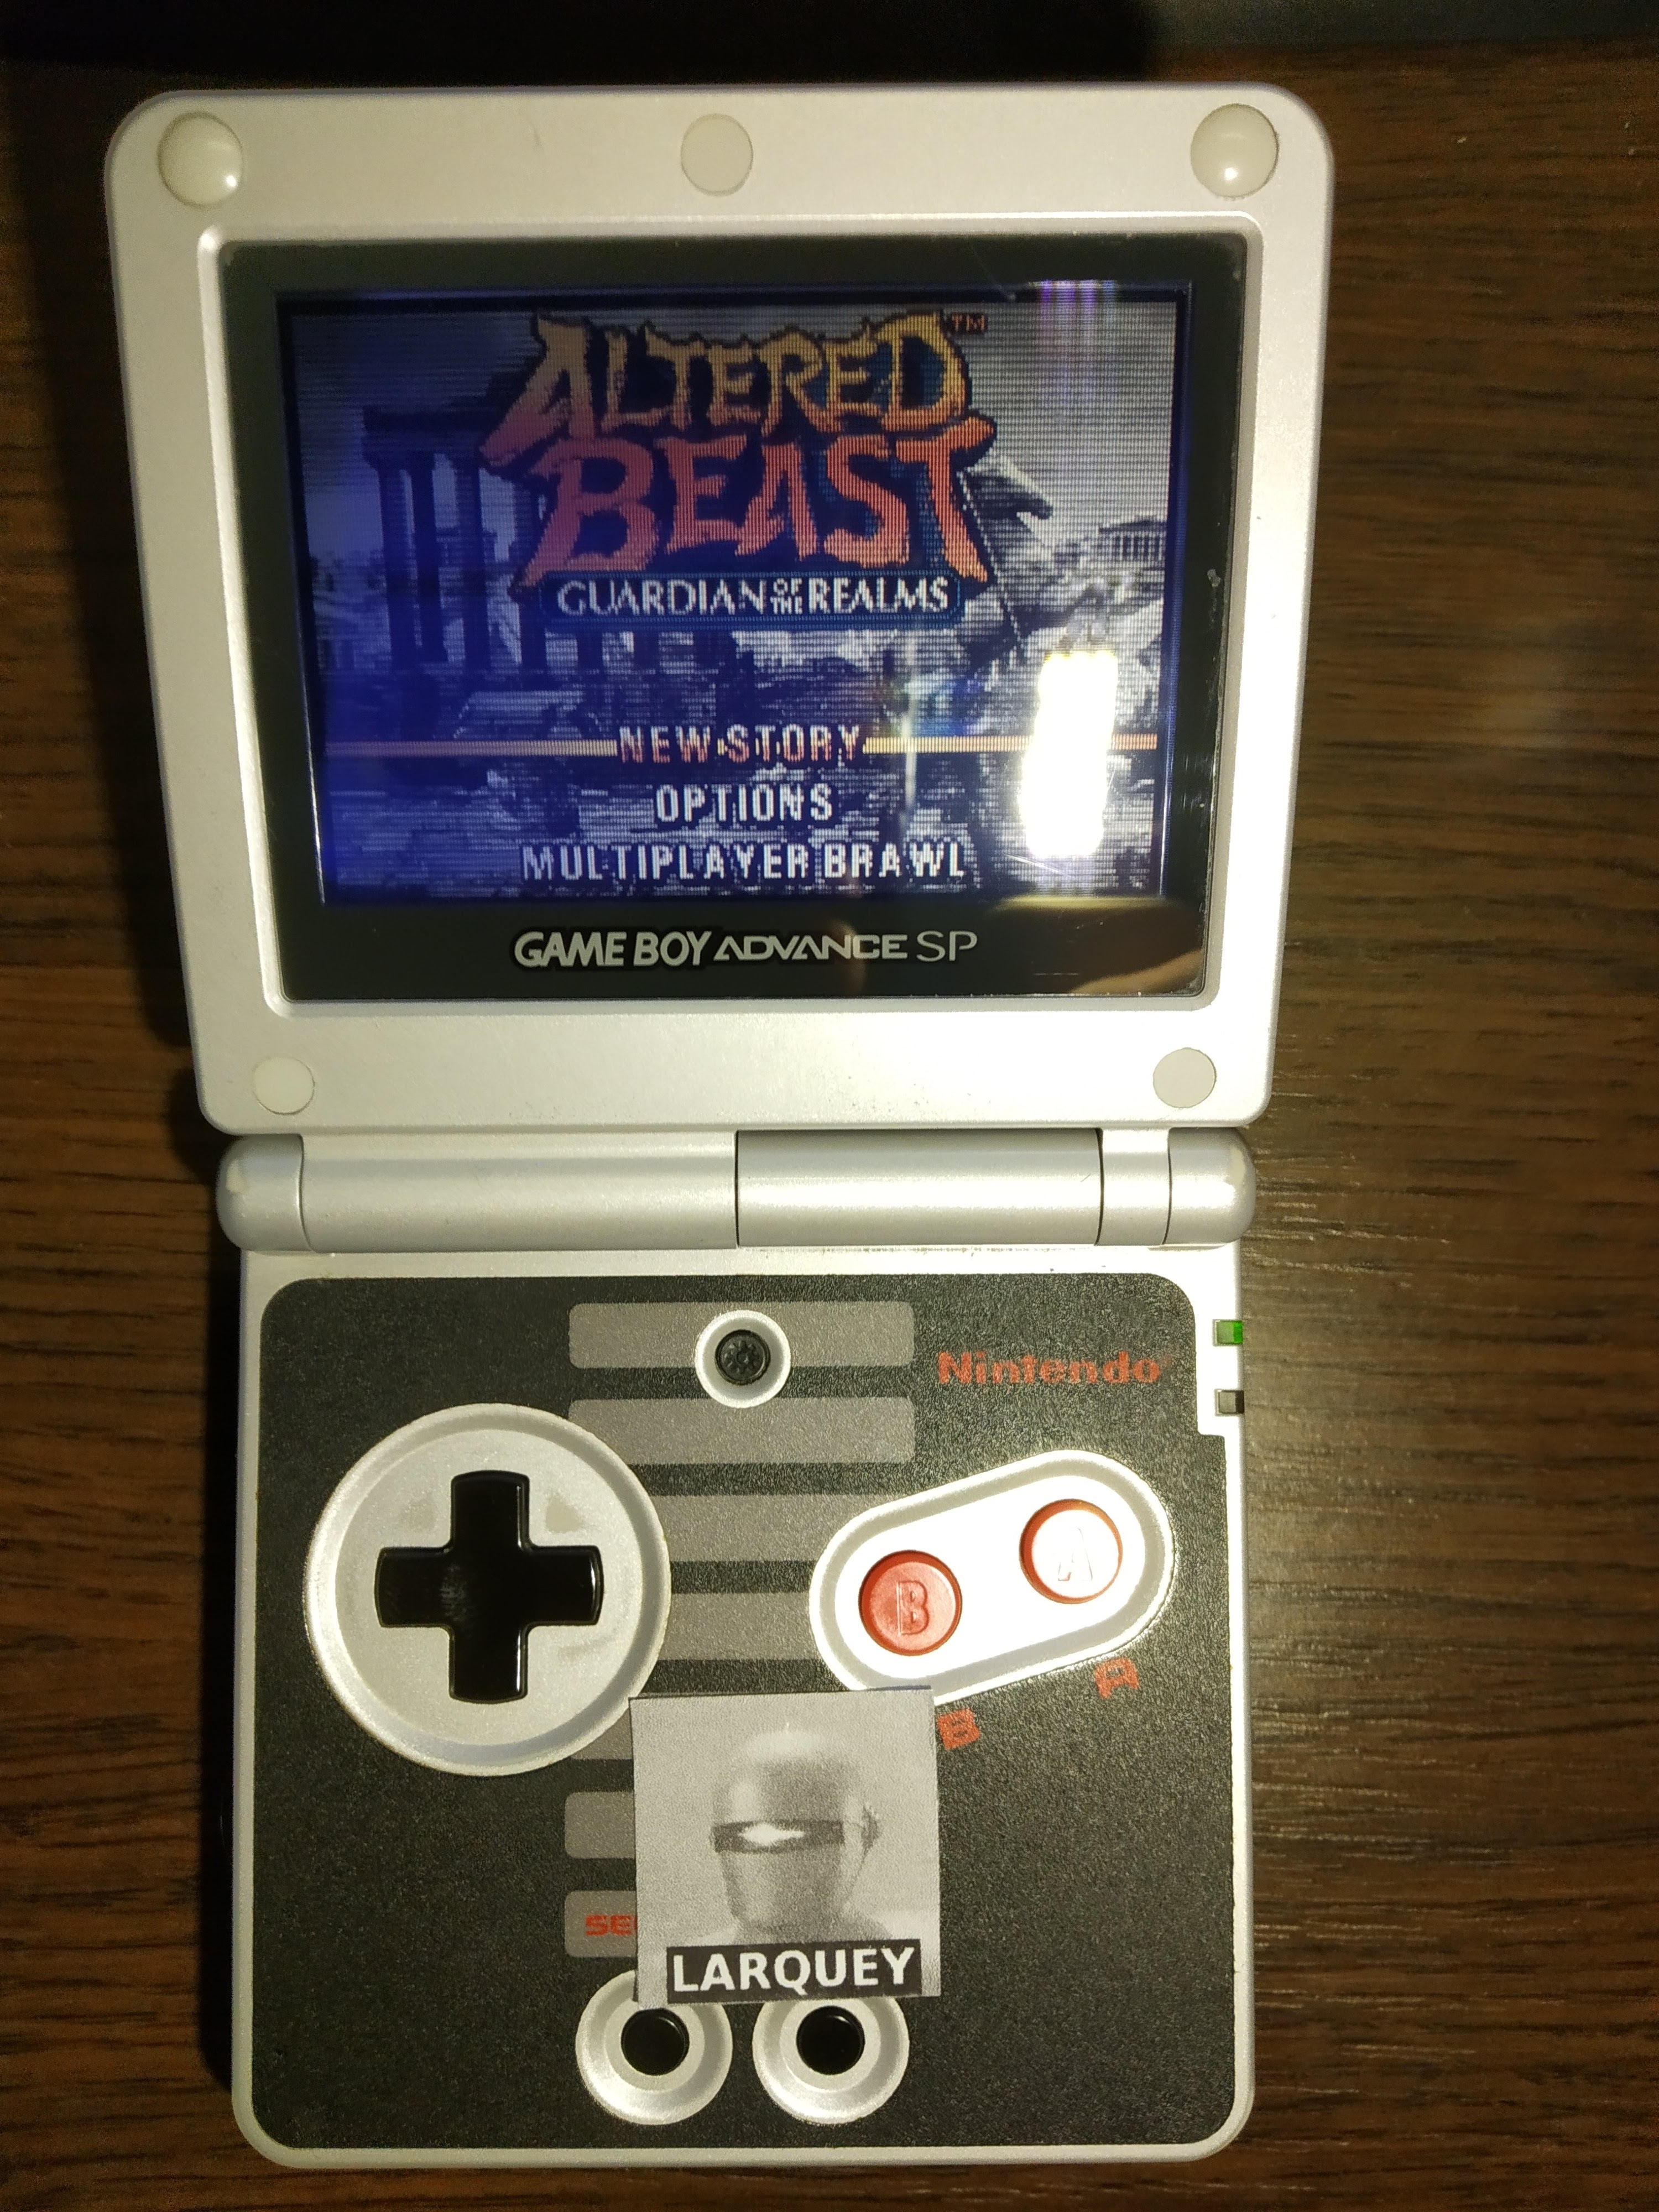 ALTERED™
BEAST
GUARDIAN OF THE REALMS
NEW STORY
OPTIONS
MULTIPLAYER BRAWL
GAME BOY ADVANCE SP
Nintendo®
B A
B A
LARQUEY